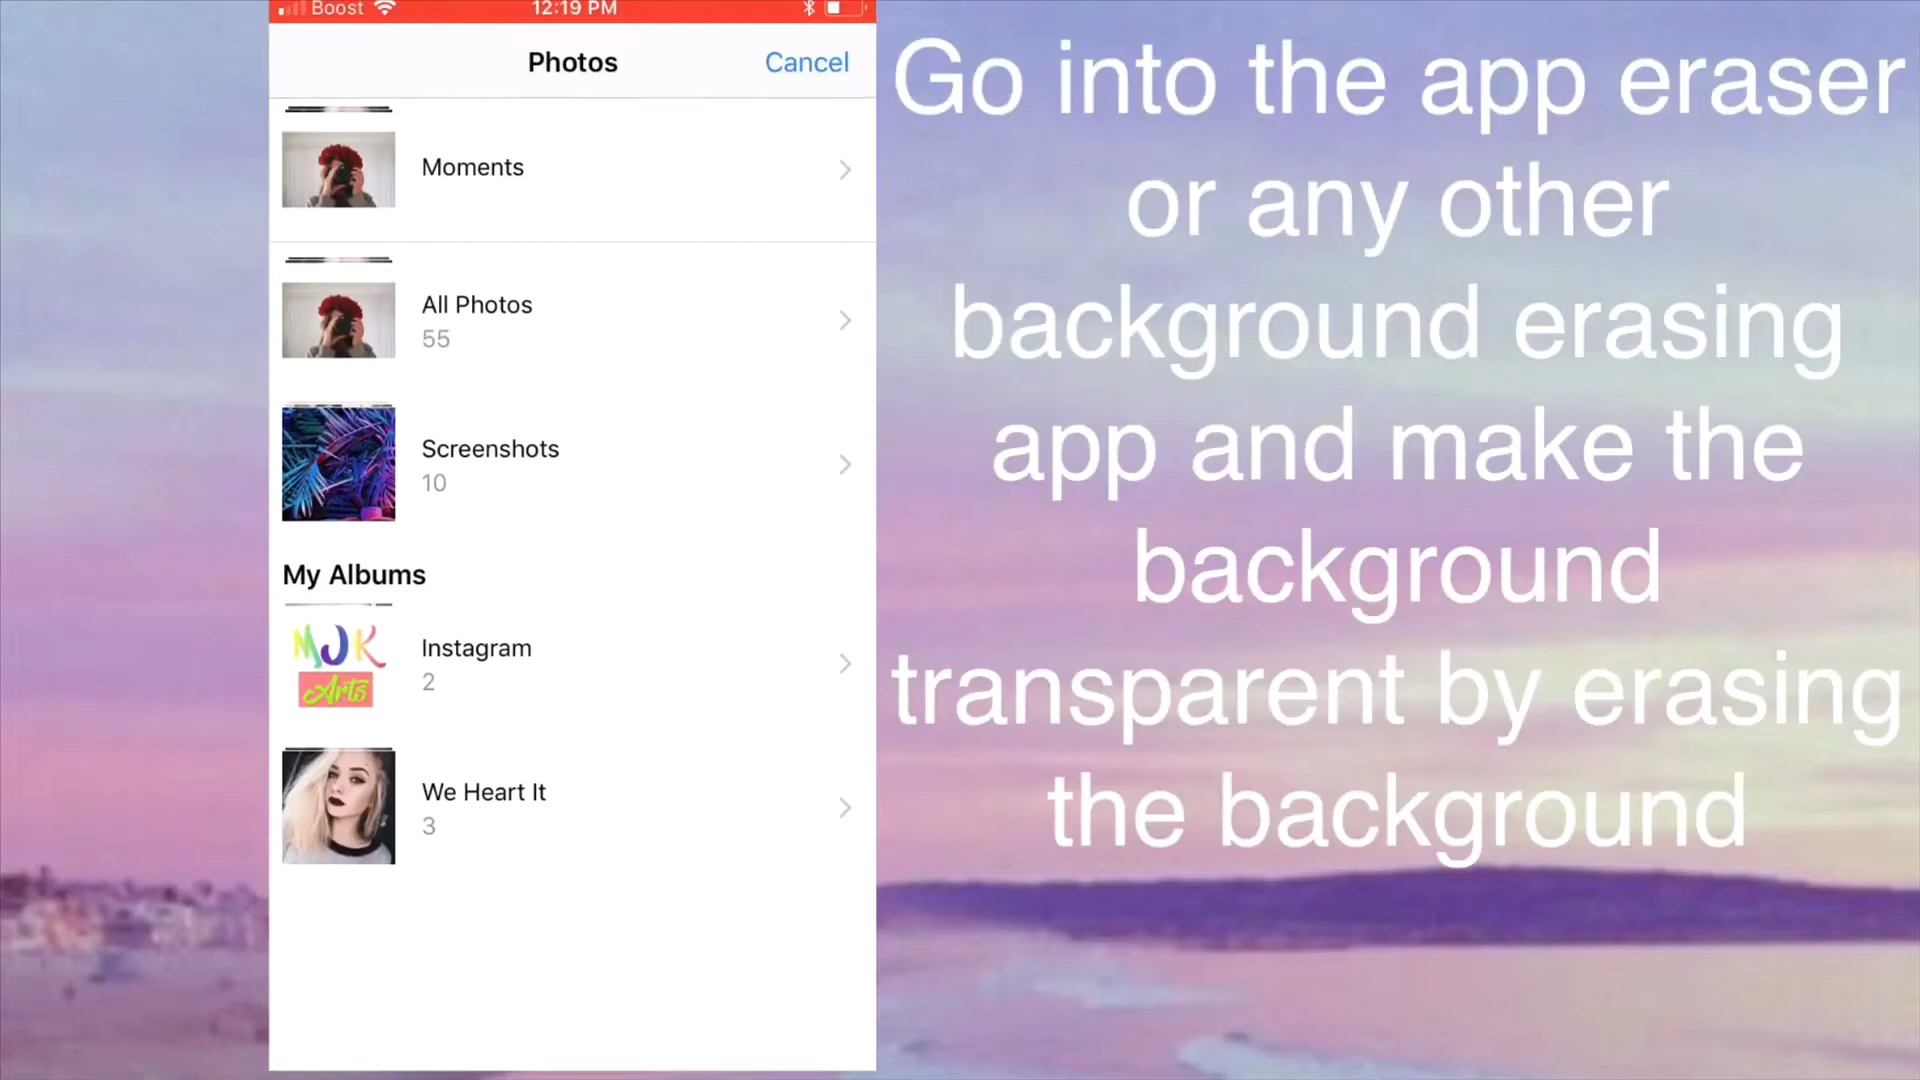 Boost 12:19 PM
Photos Cancel
Moments
All Photos
55
Screenshots
10
My Albums
MJK
Arts
Instagram
2
We Heart It
3
Go into the app eraser
or any other
background erasing
app and make the
background
transparent by erasing
the background